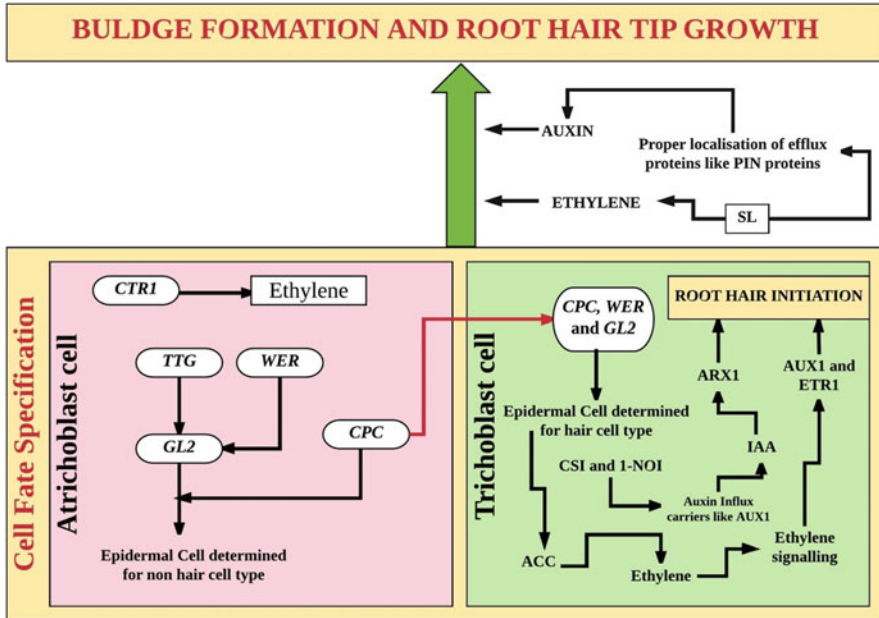 BULDGE FORMATION AND ROOT HAIR TIP GROWTH
AUXIN
Proper localisation of efflux
proteins like PIN proteins
ETHYLENE
SL
Cell Fate Specification
Atrichoblast cell
CTR1
Ethylene
TTG
WER
GL2
CPC
Epidermal Cell determined
for non hair cell type
Trichoblast cell
CPC, WER
and GL2
ROOT HAIR INITIATION
ARX1
AUX1 and
ETR1
Epidermal Cell determined
for hair cell type
IAA
CSI and 1-NOI
Auxin Influx
carriers like AUX1
ACC
Ethylene
Ethylene
signalling